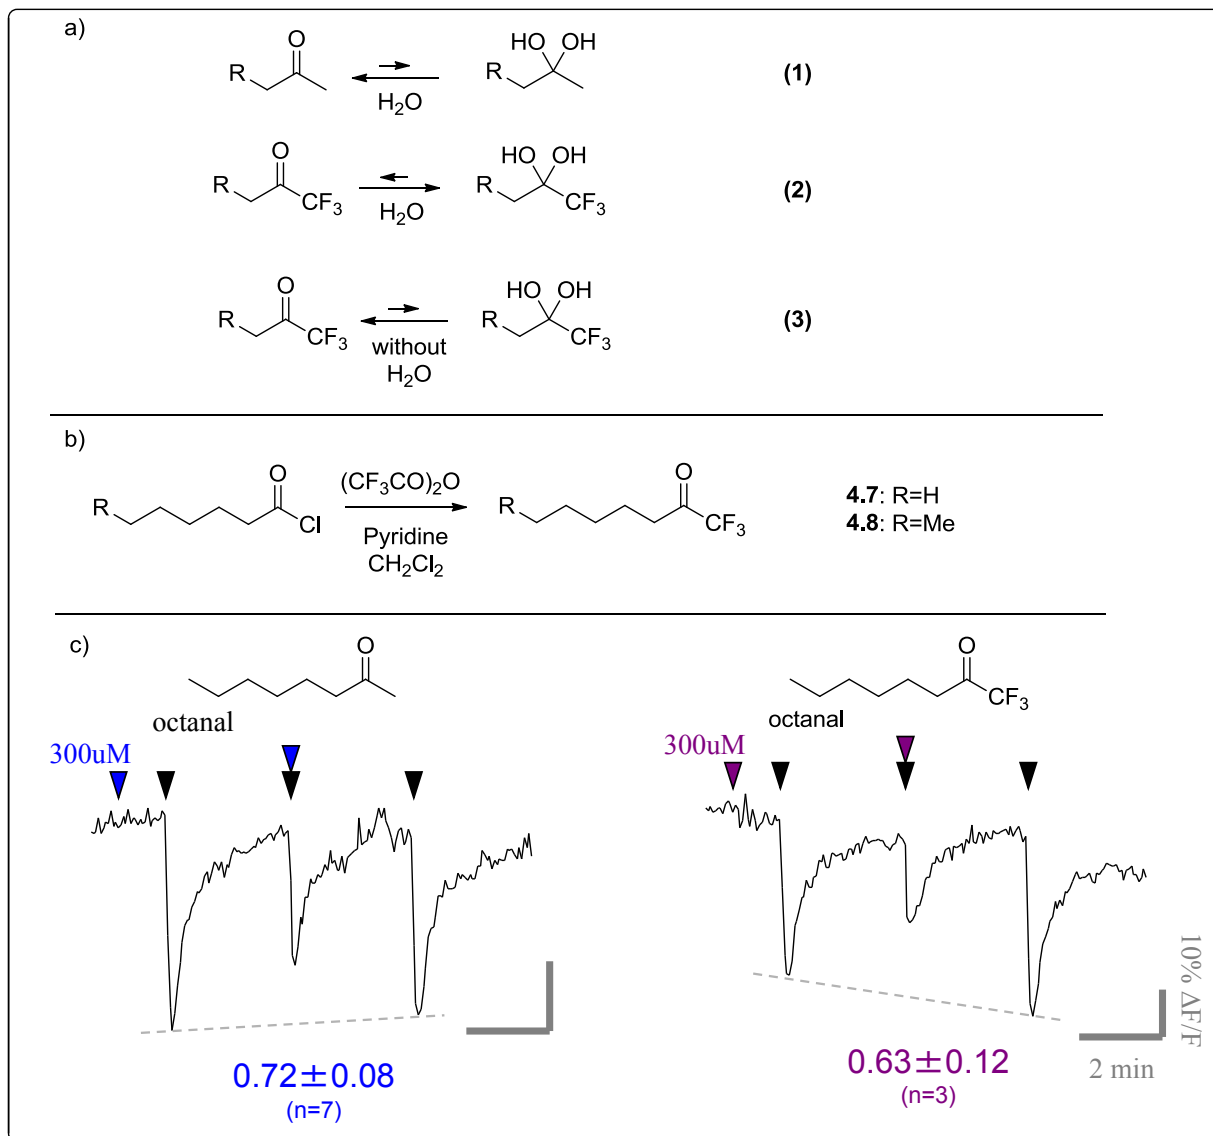 a)
O
R
H₂O
HO OH
R
(1)
O
R
CF₃
H₂O
HO OH
R
CF₃
(2)
O
R
CF₃
without
H₂O
HO OH
R
CF₃
(3)
b)
O
R
Cl
(CF₃CO)₂O
Pyridine
CH₂Cl₂
O
R
CF₃
4.7: R=H
4.8: R=Me
c)
O
octanal
300uM
0.72±0.08
(n=7)
O
CF₃
octanal
300uM
10% ΔF/F
2 min
0.63±0.12
(n=3)